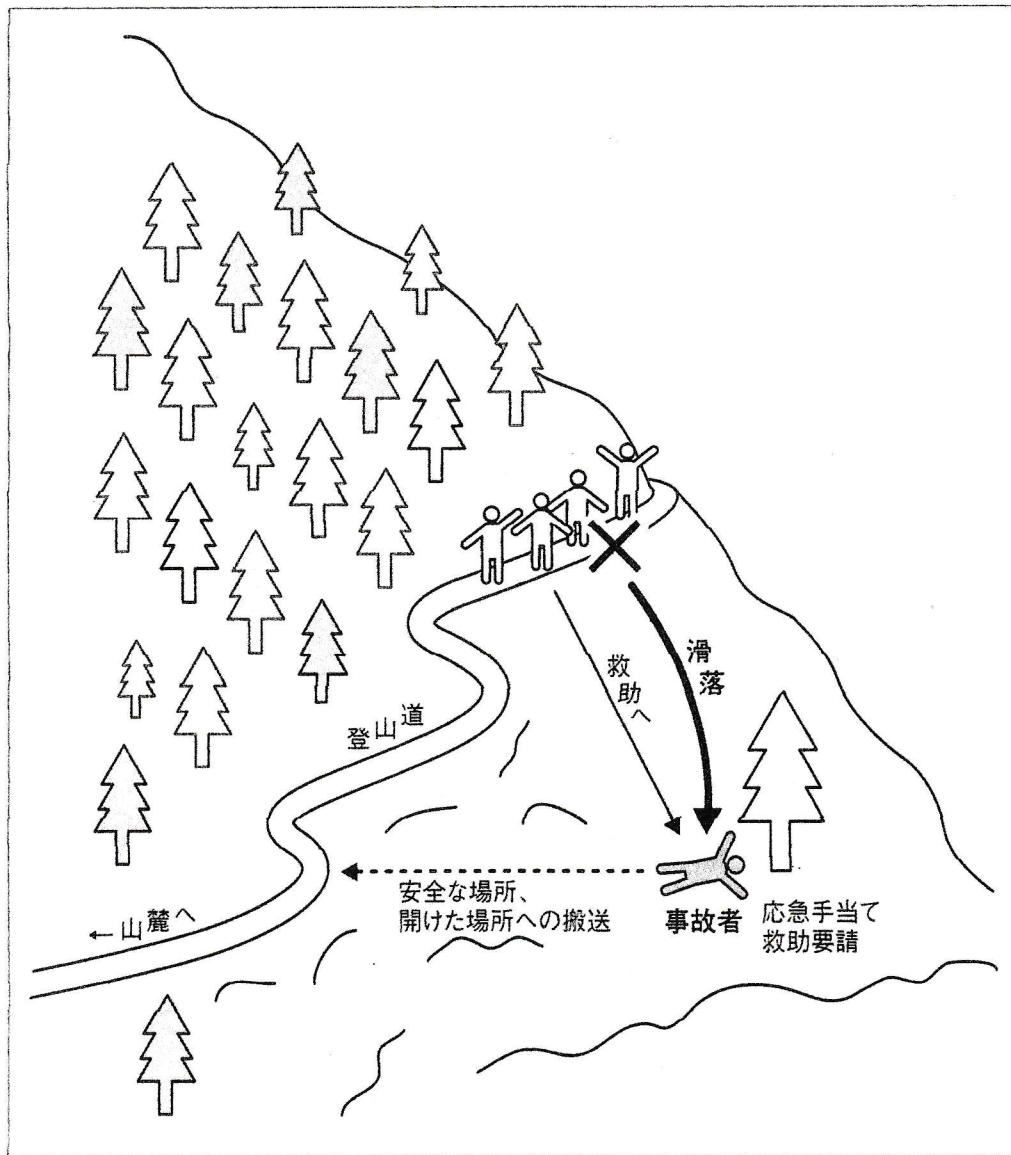 滑落
救助へ
登山道
安全な場所、
開けた場所への搬送
事故者
応急手当て
救助要請
←山麓へ